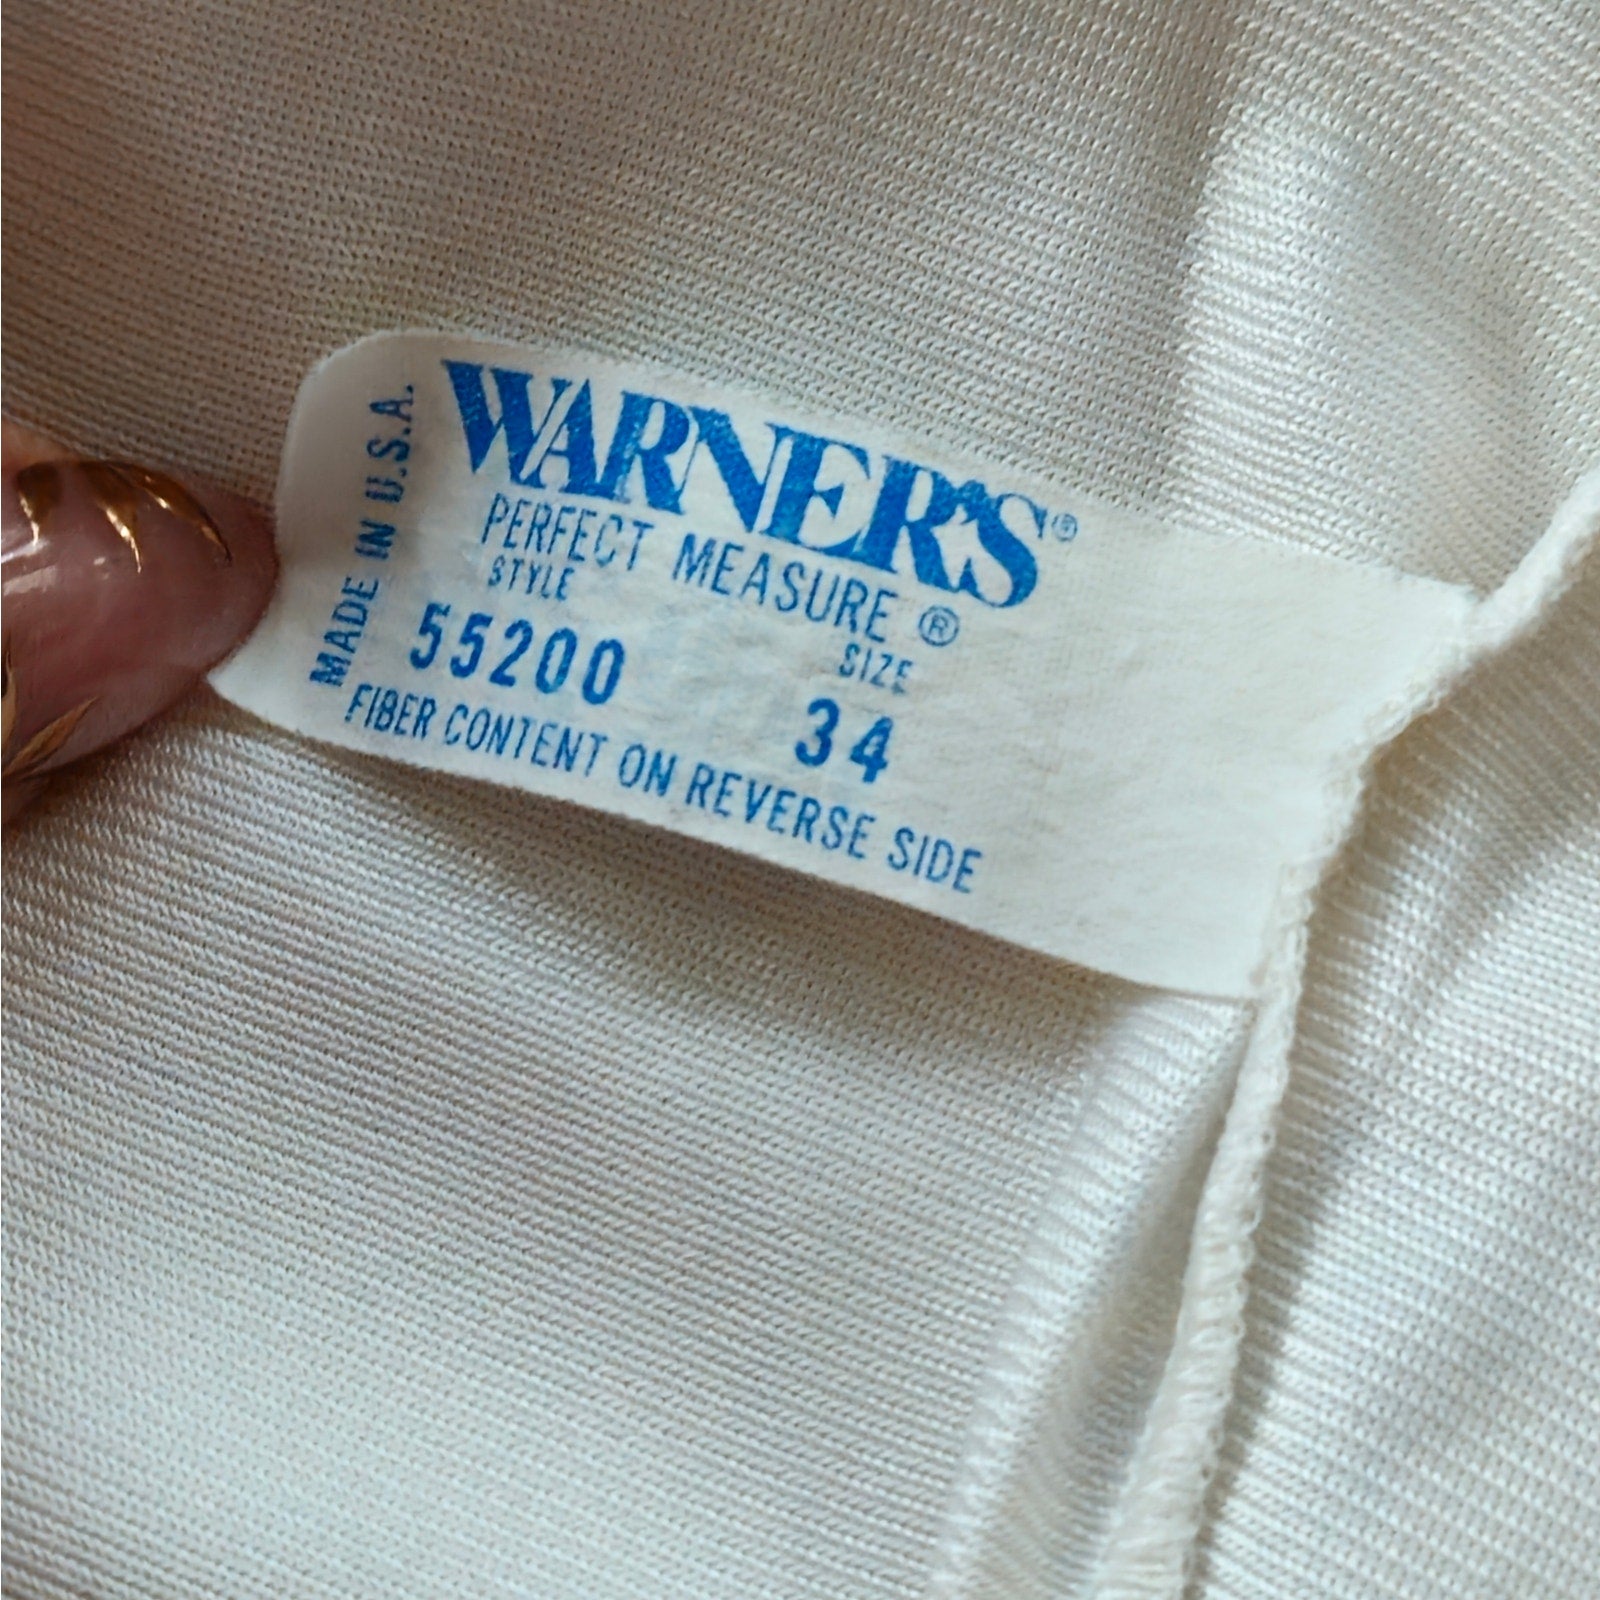 MADE IN U.S.A.
WARNER'S®
PERFECT MEASURE ®
STYLE SIZE
55200 34
FIBER CONTENT ON REVERSE SIDE